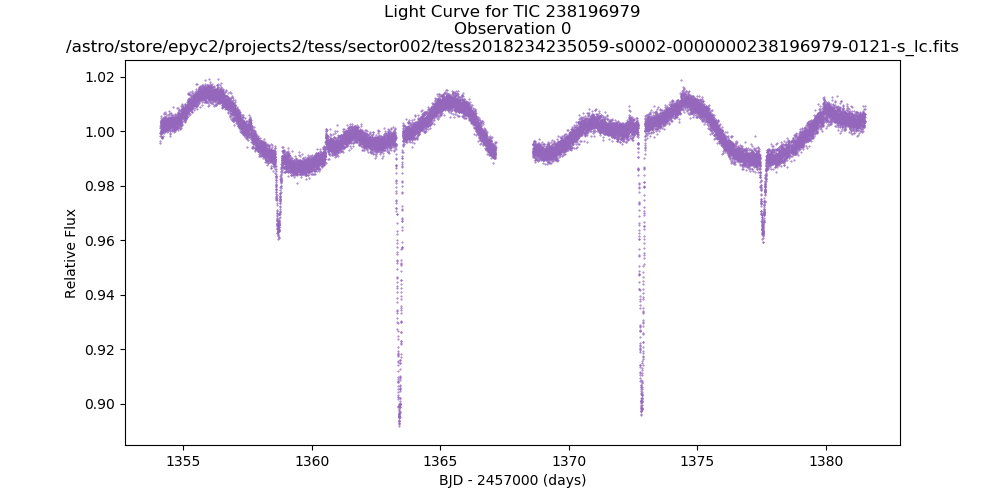 Light Curve for TIC 238196979
Observation 0
/astro/store/epyc2/projects2/tess/sector002/tess2018234235059-s0002-0000000238196979-0121-s_lc.fits
1.02
1.00
0.98
0.96
0.94
0.92
0.90
Relative Flux
1355
1360
1365
1370
1375
1380
BJD - 2457000 (days)